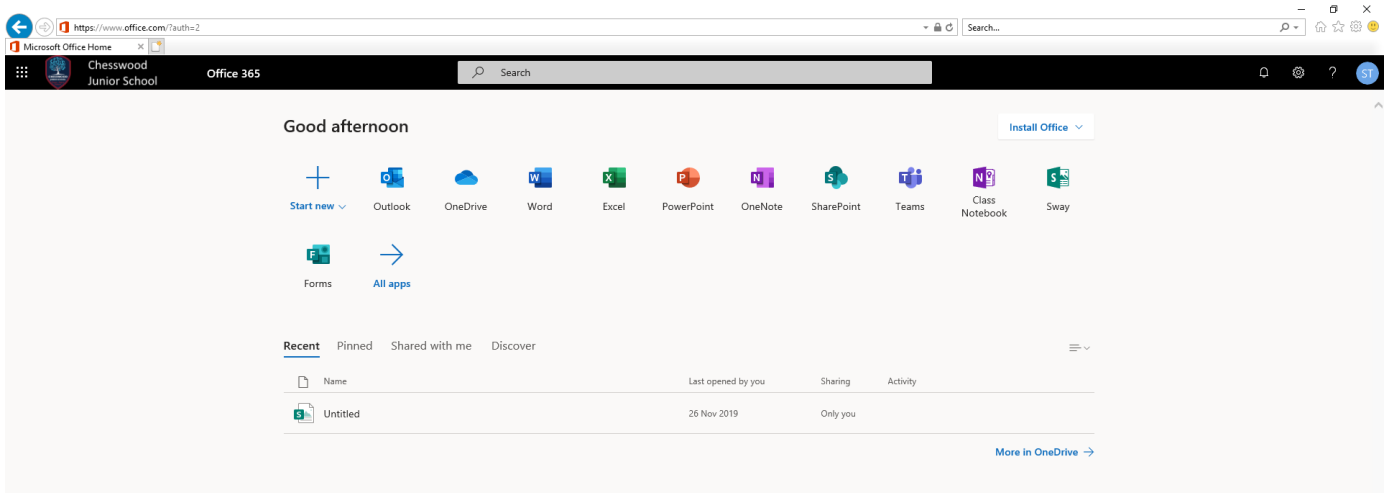 https://www.office.com/?auth=2
Search...
Microsoft Office Home
Chesswood
Junior School
Office 365
Search
ST
Good afternoon
Install Office
Start new
Outlook
OneDrive
Word
Excel
PowerPoint
OneNote
SharePoint
Teams
Class
Notebook
Sway
Forms
All apps
Recent Pinned Shared with me Discover
Name Last opened by you Sharing Activity
Untitled 26 Nov 2019 Only you
More in OneDrive